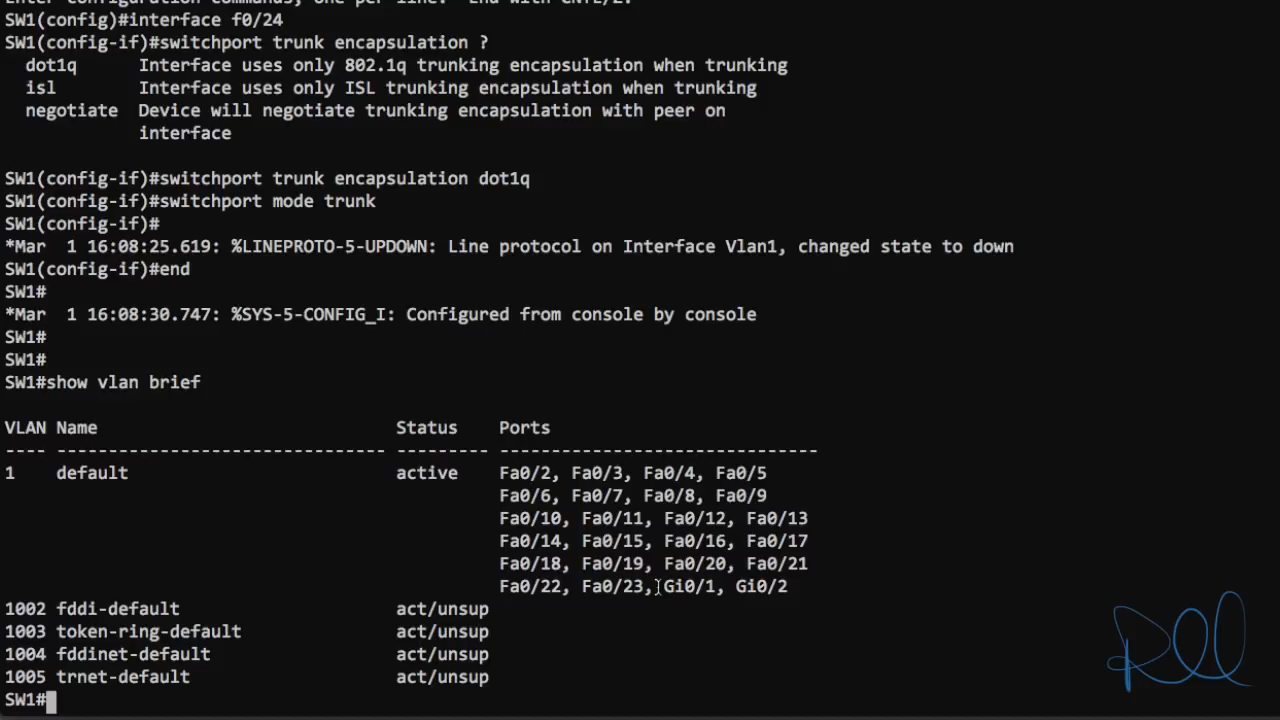 Enter configuration commands, one per line.  End with CNTL/Z.
SW1(config)#interface f0/24
SW1(config-if)#switchport trunk encapsulation ?
  dot1q      Interface uses only 802.1q trunking encapsulation when trunking
  isl        Interface uses only ISL trunking encapsulation when trunking
  negotiate  Device will negotiate trunking encapsulation with peer on
             interface
SW1(config-if)#switchport trunk encapsulation dot1q
SW1(config-if)#switchport mode trunk
SW1(config-if)#
*Mar  1 16:08:25.619: %LINEPROTO-5-UPDOWN: Line protocol on Interface Vlan1, changed state to down
SW1(config-if)#end
SW1#
*Mar  1 16:08:30.747: %SYS-5-CONFIG_I: Configured from console by console
SW1#
SW1#
SW1#show vlan brief
VLAN Name                             Status    Ports
---- -------------------------------- --------- -------------------------------
1    default                          active    Fa0/2, Fa0/3, Fa0/4, Fa0/5
                                                Fa0/6, Fa0/7, Fa0/8, Fa0/9
                                                Fa0/10, Fa0/11, Fa0/12, Fa0/13
                                                Fa0/14, Fa0/15, Fa0/16, Fa0/17
                                                Fa0/18, Fa0/19, Fa0/20, Fa0/21
                                                Fa0/22, Fa0/23, Gi0/1, Gi0/2
1002 fddi-default                     act/unsup
1003 token-ring-default               act/unsup
1004 fddinet-default                  act/unsup
1005 trnet-default                    act/unsup
SW1#